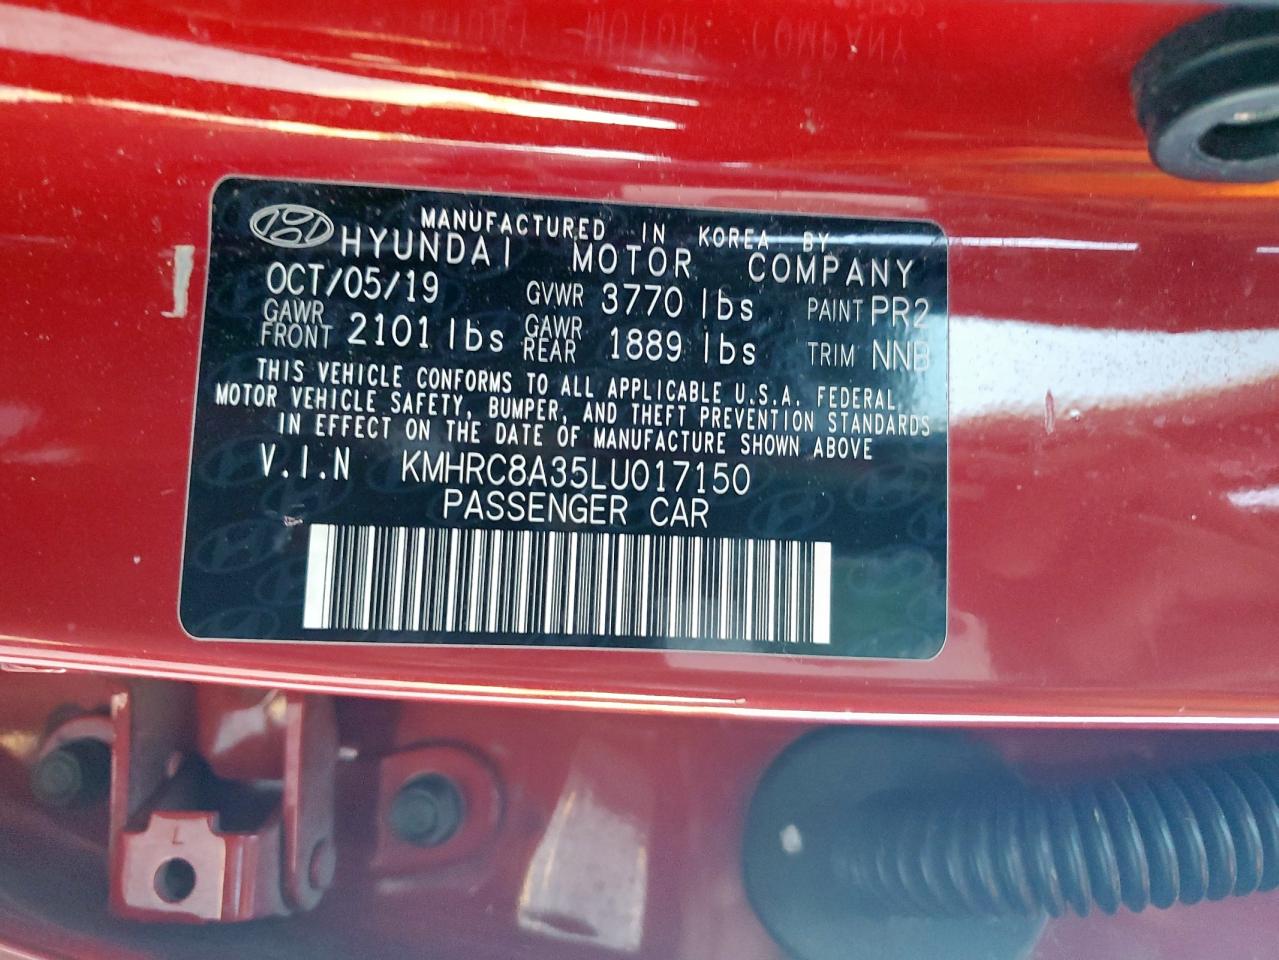 MANUFACTURED IN KOREA BY
HYUNDAI MOTOR COMPANY
OCT/05/19 GVWR 3770 lbs PAINT PR2
GAWR FRONT 2101 lbs GAWR REAR 1889 lbs TRIM NNB
THIS VEHICLE CONFORMS TO ALL APPLICABLE U.S.A. FEDERAL
MOTOR VEHICLE SAFETY, BUMPER, AND THEFT PREVENTION STANDARDS
IN EFFECT ON THE DATE OF MANUFACTURE SHOWN ABOVE
V.I.N KMHRC8A35LU017150
PASSENGER CAR
L